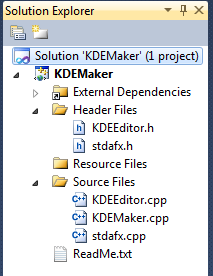 Solution Explorer
Solution 'KDEMaker' (1 project)
KDEMaker
External Dependencies
Header Files
KDEEditor.h
stdafx.h
Resource Files
Source Files
KDEEditor.cpp
KDEMaker.cpp
stdafx.cpp
ReadMe.txt